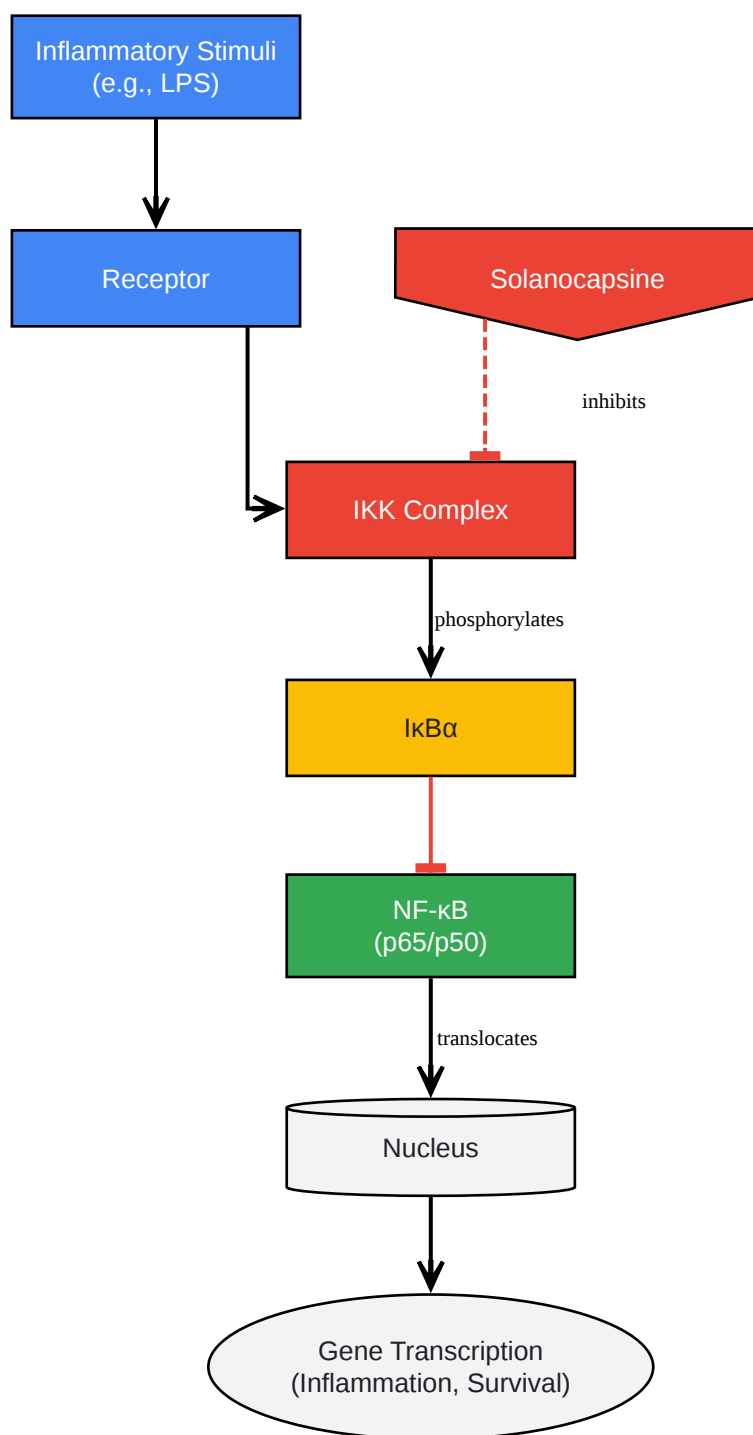 Inflammatory Stimuli
(e.g., LPS)
Receptor
Solanocapsine
inhibits
IKK Complex
phosphorylates
IκBα
NF-κB
(p65/p50)
translocates
Nucleus
Gene Transcription
(Inflammation, Survival)